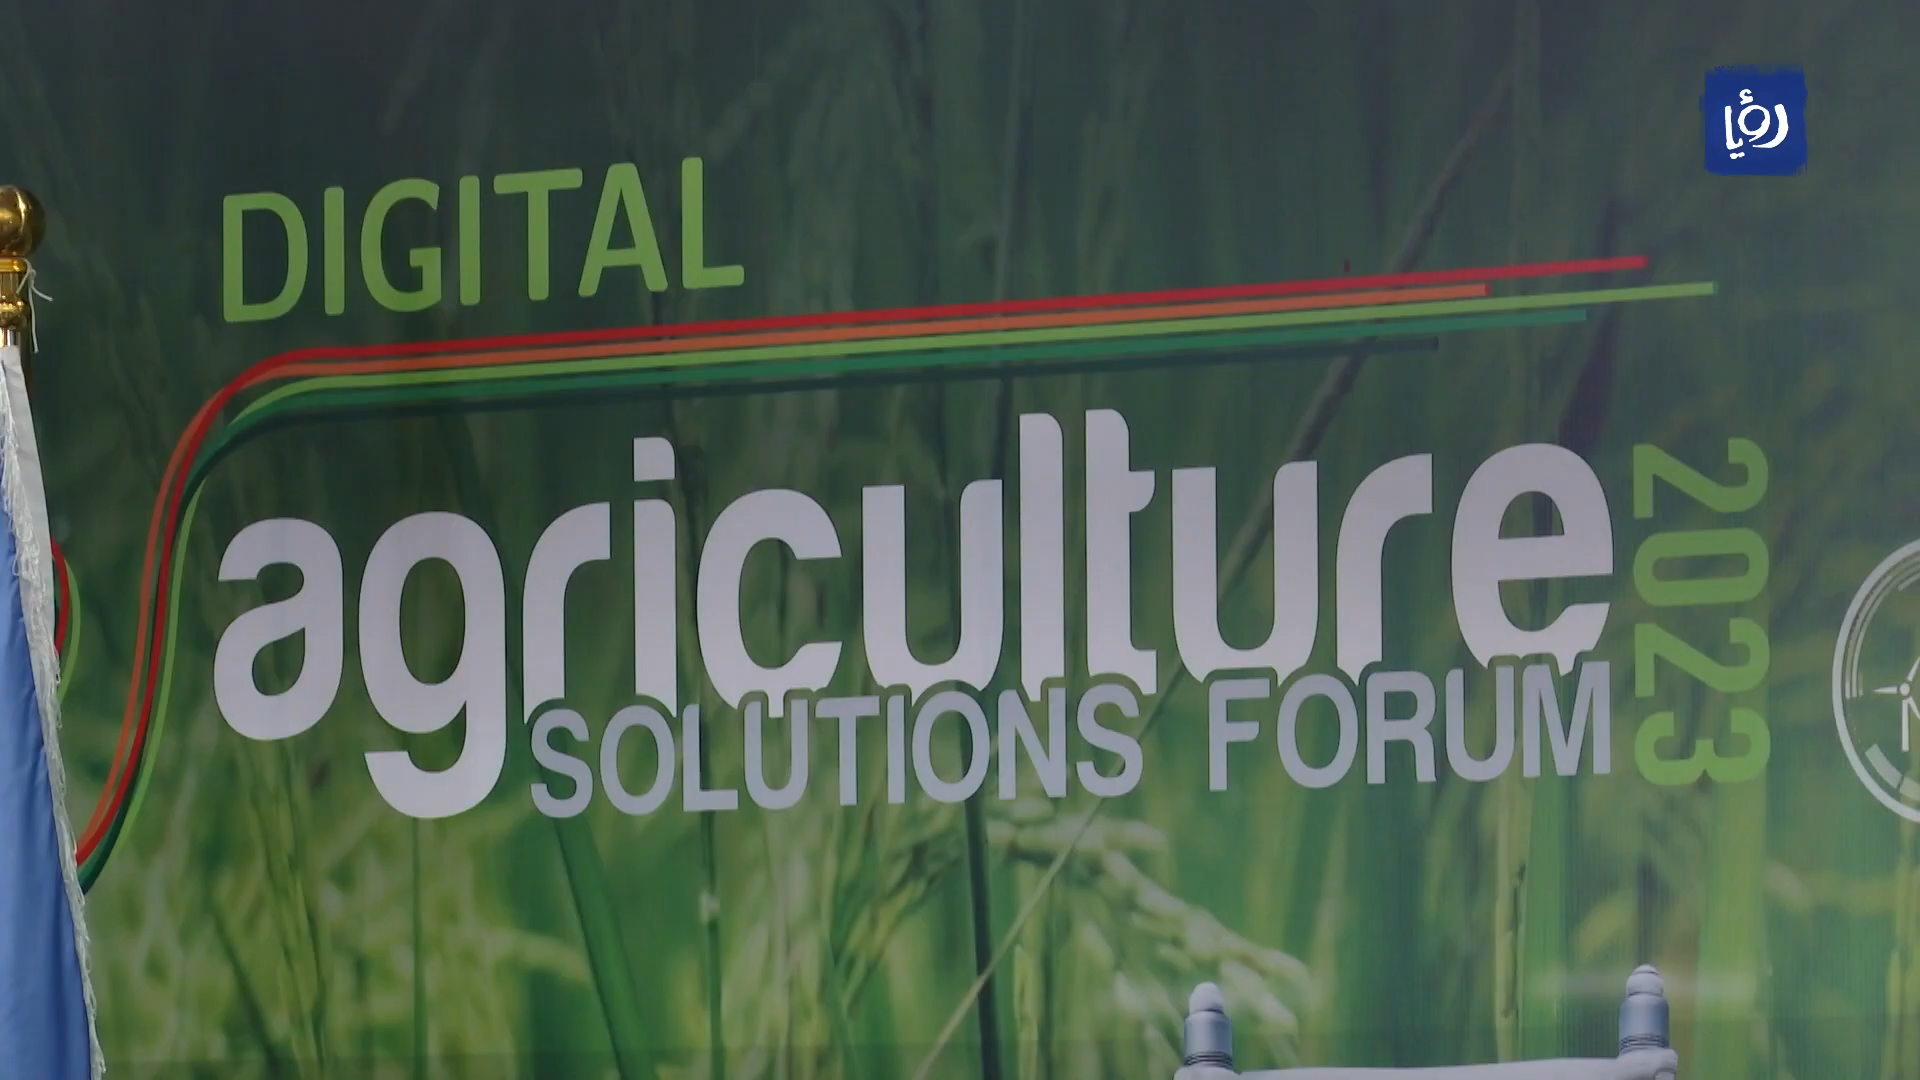 رؤيا
DIGITAL
agriculture
SOLUTIONS FORUM
2023